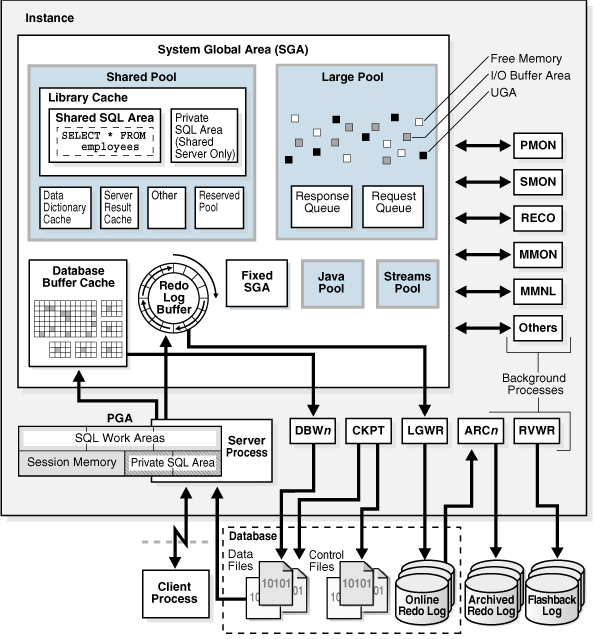 Instance
System Global Area (SGA)
Shared Pool
Library Cache
Shared SQL Area
SELECT * FROM
employees
Private
SQL Area
(Shared
Server Only)
Data
Dictionary
Cache
Server
Result
Cache
Other
Reserved
Pool
Large Pool
Response
Queue
Request
Queue
Free Memory
I/O Buffer Area
UGA
Database
Buffer Cache
Redo
Log
Buffer
Fixed
SGA
Java
Pool
Streams
Pool
PMON
SMON
RECO
MMON
MMNL
Others
Background
Processes
PGA
SQL Work Areas
Session Memory
Private SQL Area
Server
Process
DBWn
CKPT
LGWR
ARCn
RVWR
Client
Process
Database
Data
Files
10101
101
Control
Files
10101
101
Online
Redo Log
Archived
Redo Log
Flashback
Log